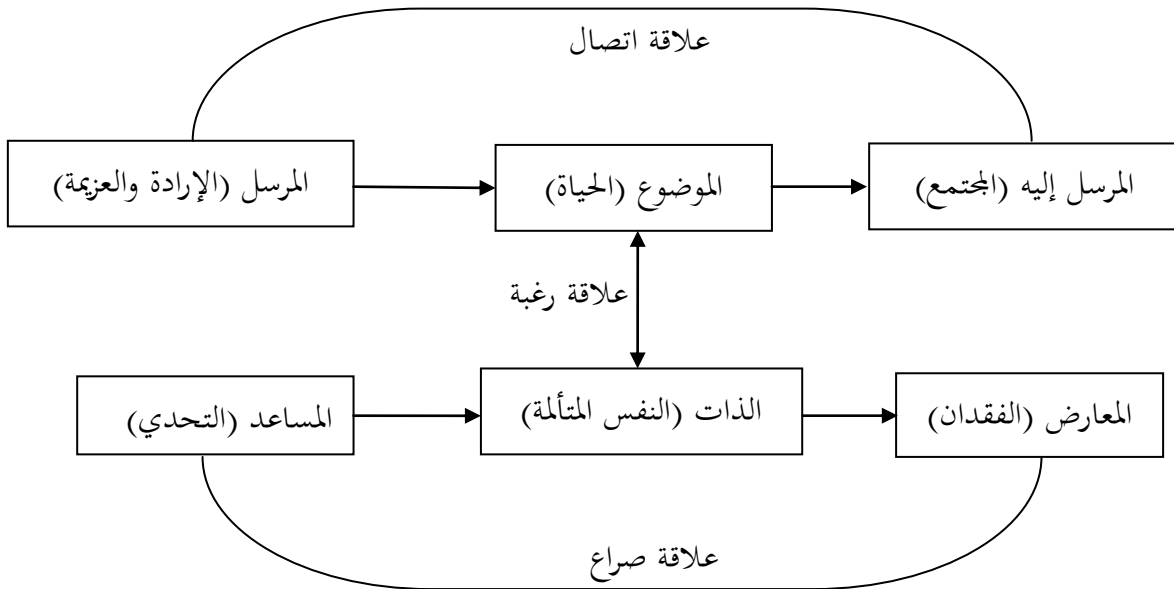 علاقة اتصال
المرسل إليه (المجتمع)
الموضوع (الحياة)
المرسل (الإرادة والعزيمة)
علاقة رغبة
المعارض (الفقدان)
الذات (النفس المتألمة)
المساعد (التحدي)
علاقة صراع